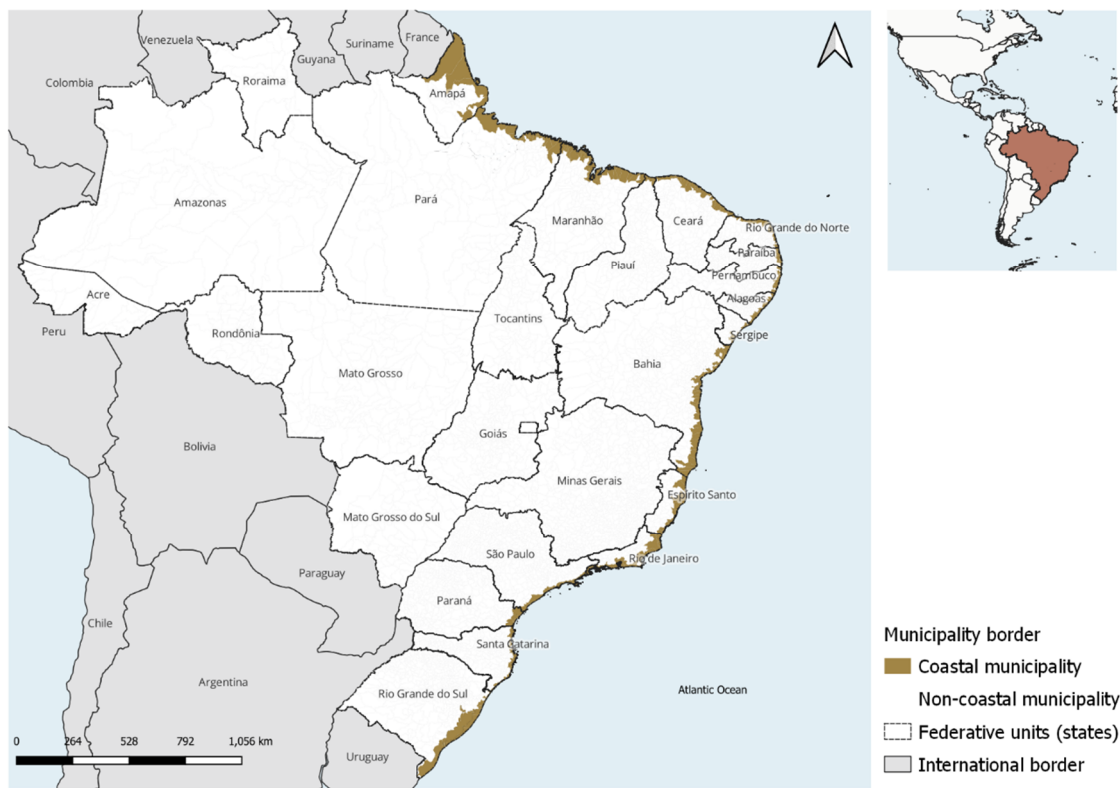 Venezuela
Suriname
France
Guyana
Colombia
Roraima
Amapá
Amazonas
Pará
Maranhão
Ceará
Rio Grande do Norte
Paraíba
Piauí
Pernambuco
Alagoas
Acre
Tocantins
Sergipe
Peru
Rondônia
Mato Grosso
Bahia
Goiás
Bolivia
Minas Gerais
Espírito Santo
Mato Grosso do Sul
São Paulo
Rio de Janeiro
Paraguay
Paraná
Chile
Santa Catarina
Argentina
Rio Grande do Sul
Atlantic Ocean
Uruguay
0 264 528 792 1,056 km
Municipality border
Coastal municipality
Non-coastal municipality
Federative units (states)
International border